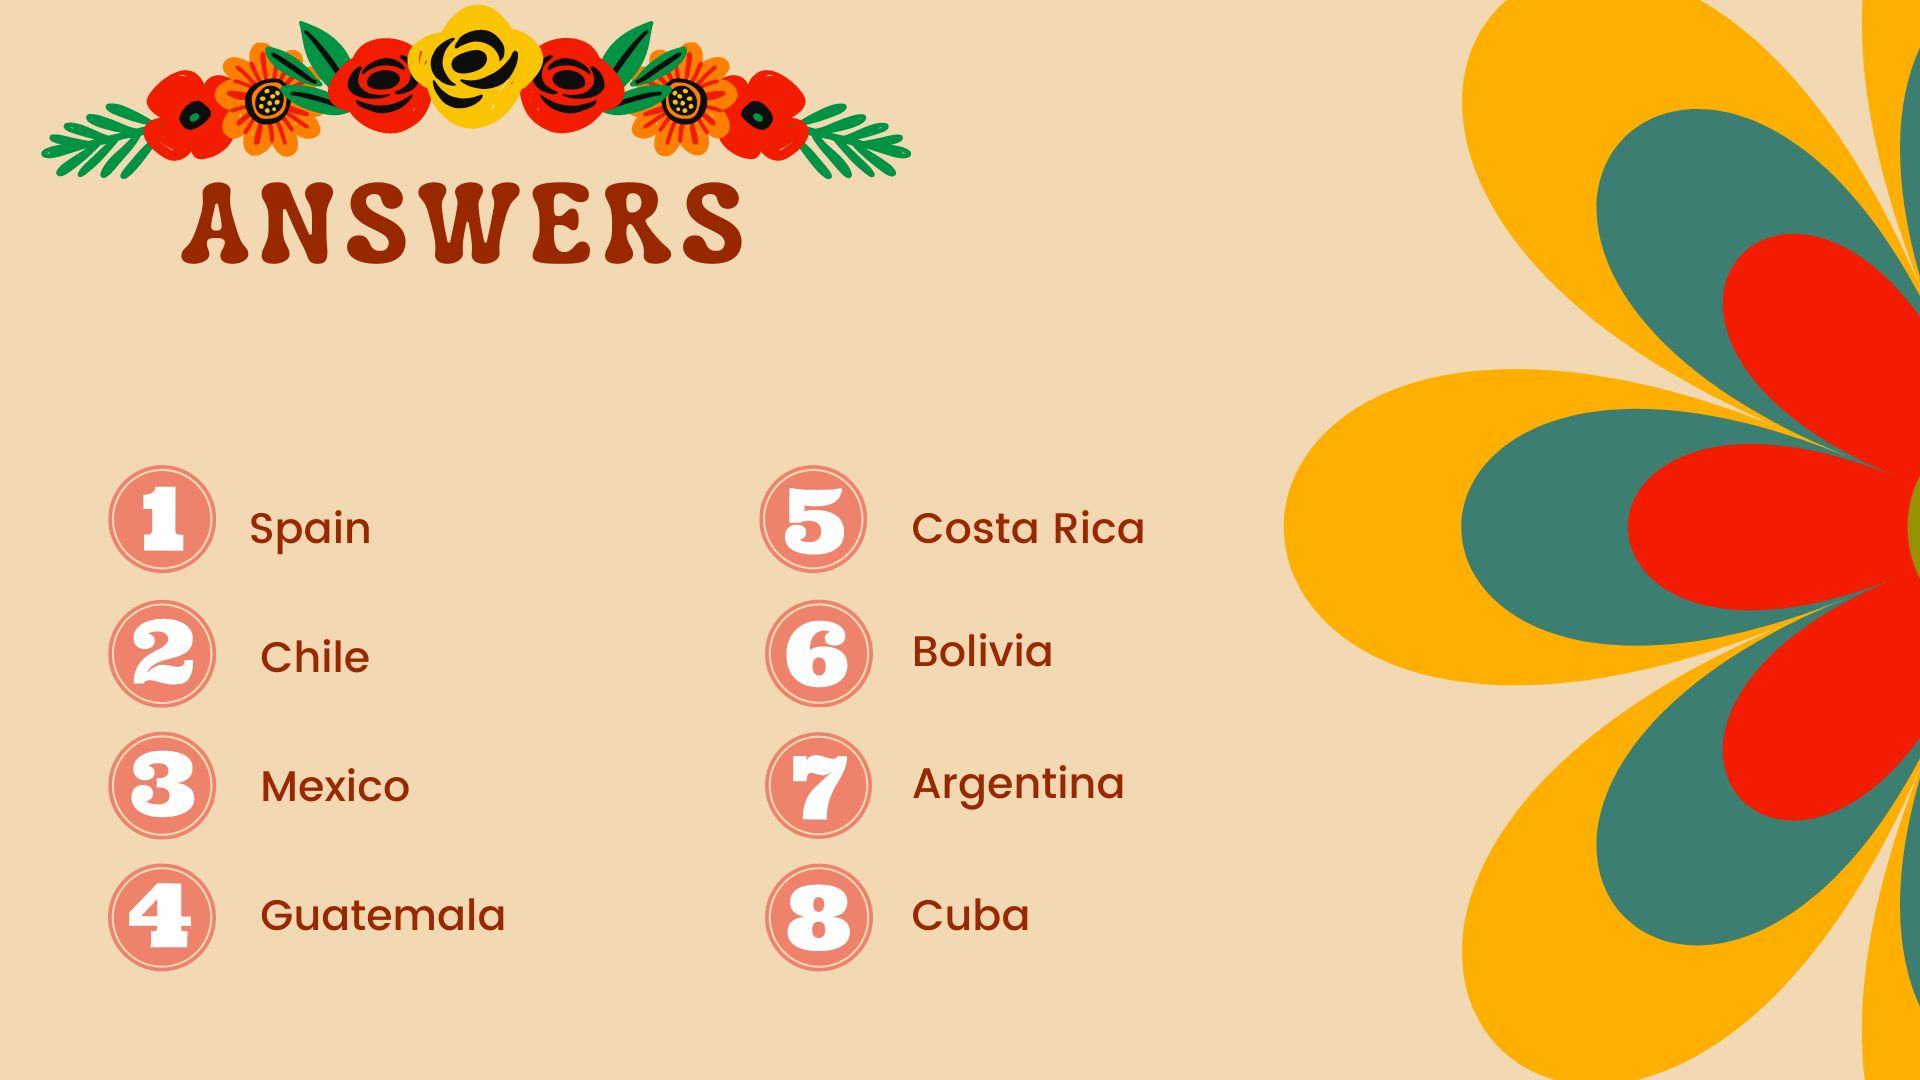 ANSWERS
1 Spain
2 Chile
3 Mexico
4 Guatemala
5 Costa Rica
6 Bolivia
7 Argentina
8 Cuba